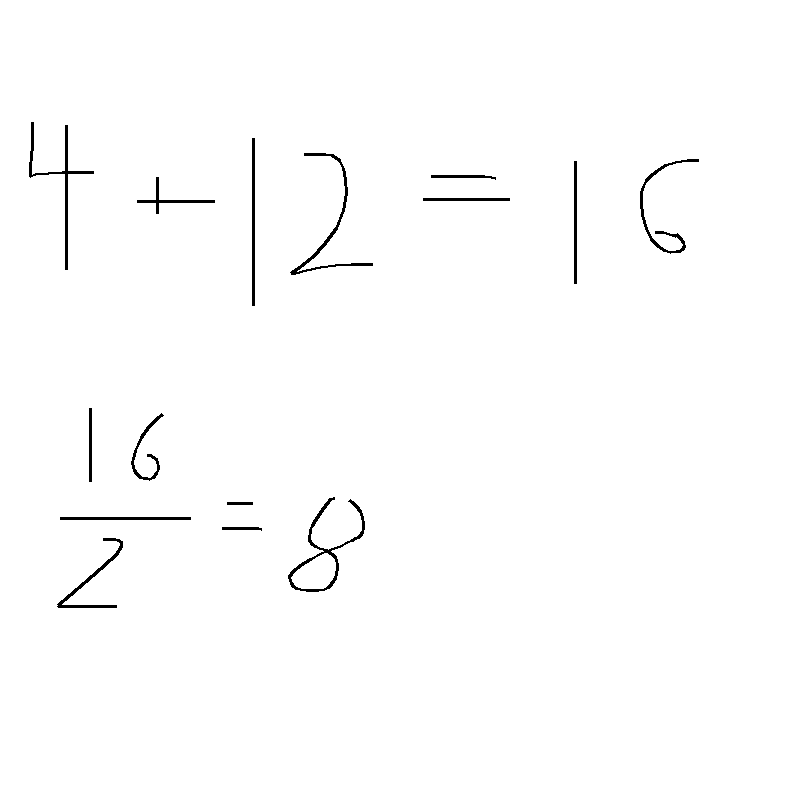 4 + 12 = 16
16/2 = 8